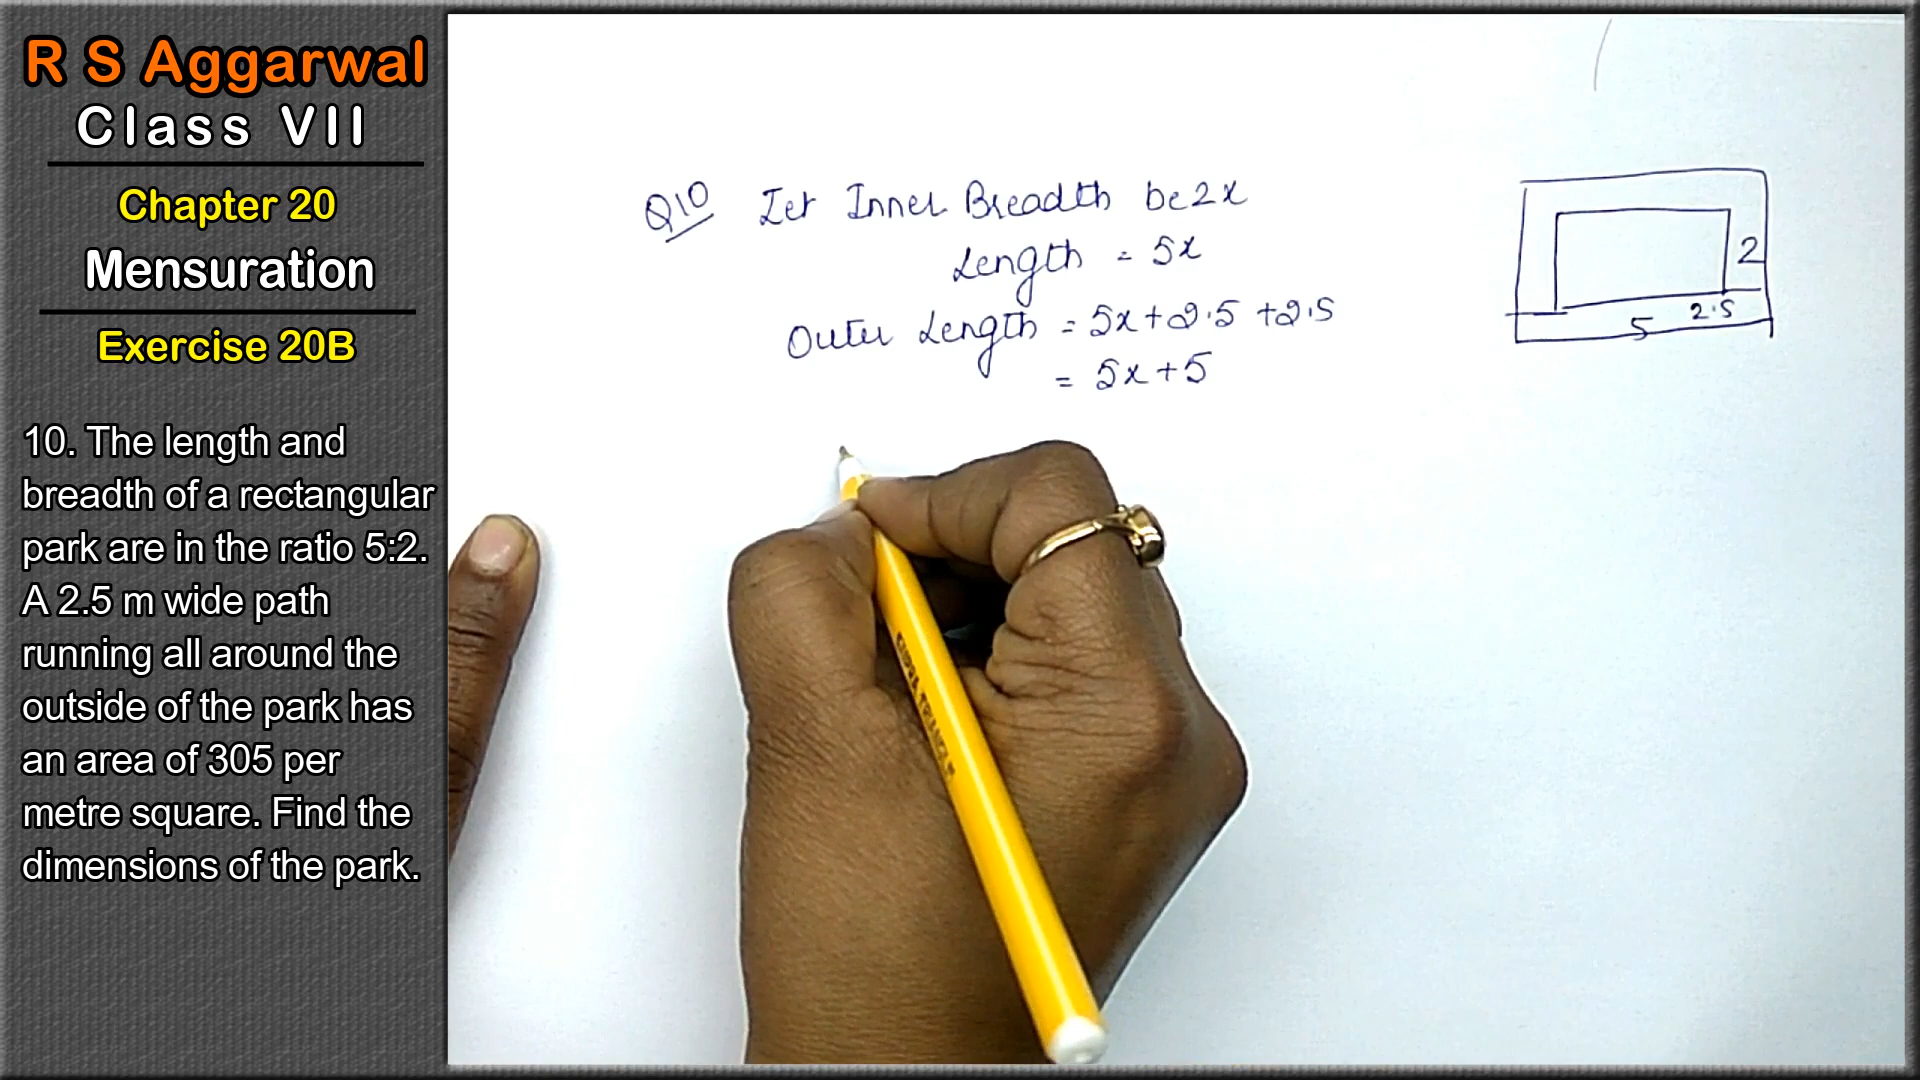 R S Aggarwal
Class VII
Chapter 20
Mensuration
Exercise 20B
10. The length and
breadth of a rectangular
park are in the ratio 5:2.
A 2.5 m wide path
running all around the
outside of the park has
an area of 305 per
metre square. Find the
dimensions of the park.
Q10 Let Inner Breadth be 2x
Length = 5x
Outer Length = 5x+2.5 +2.5
= 5x+5
2
2.5
5